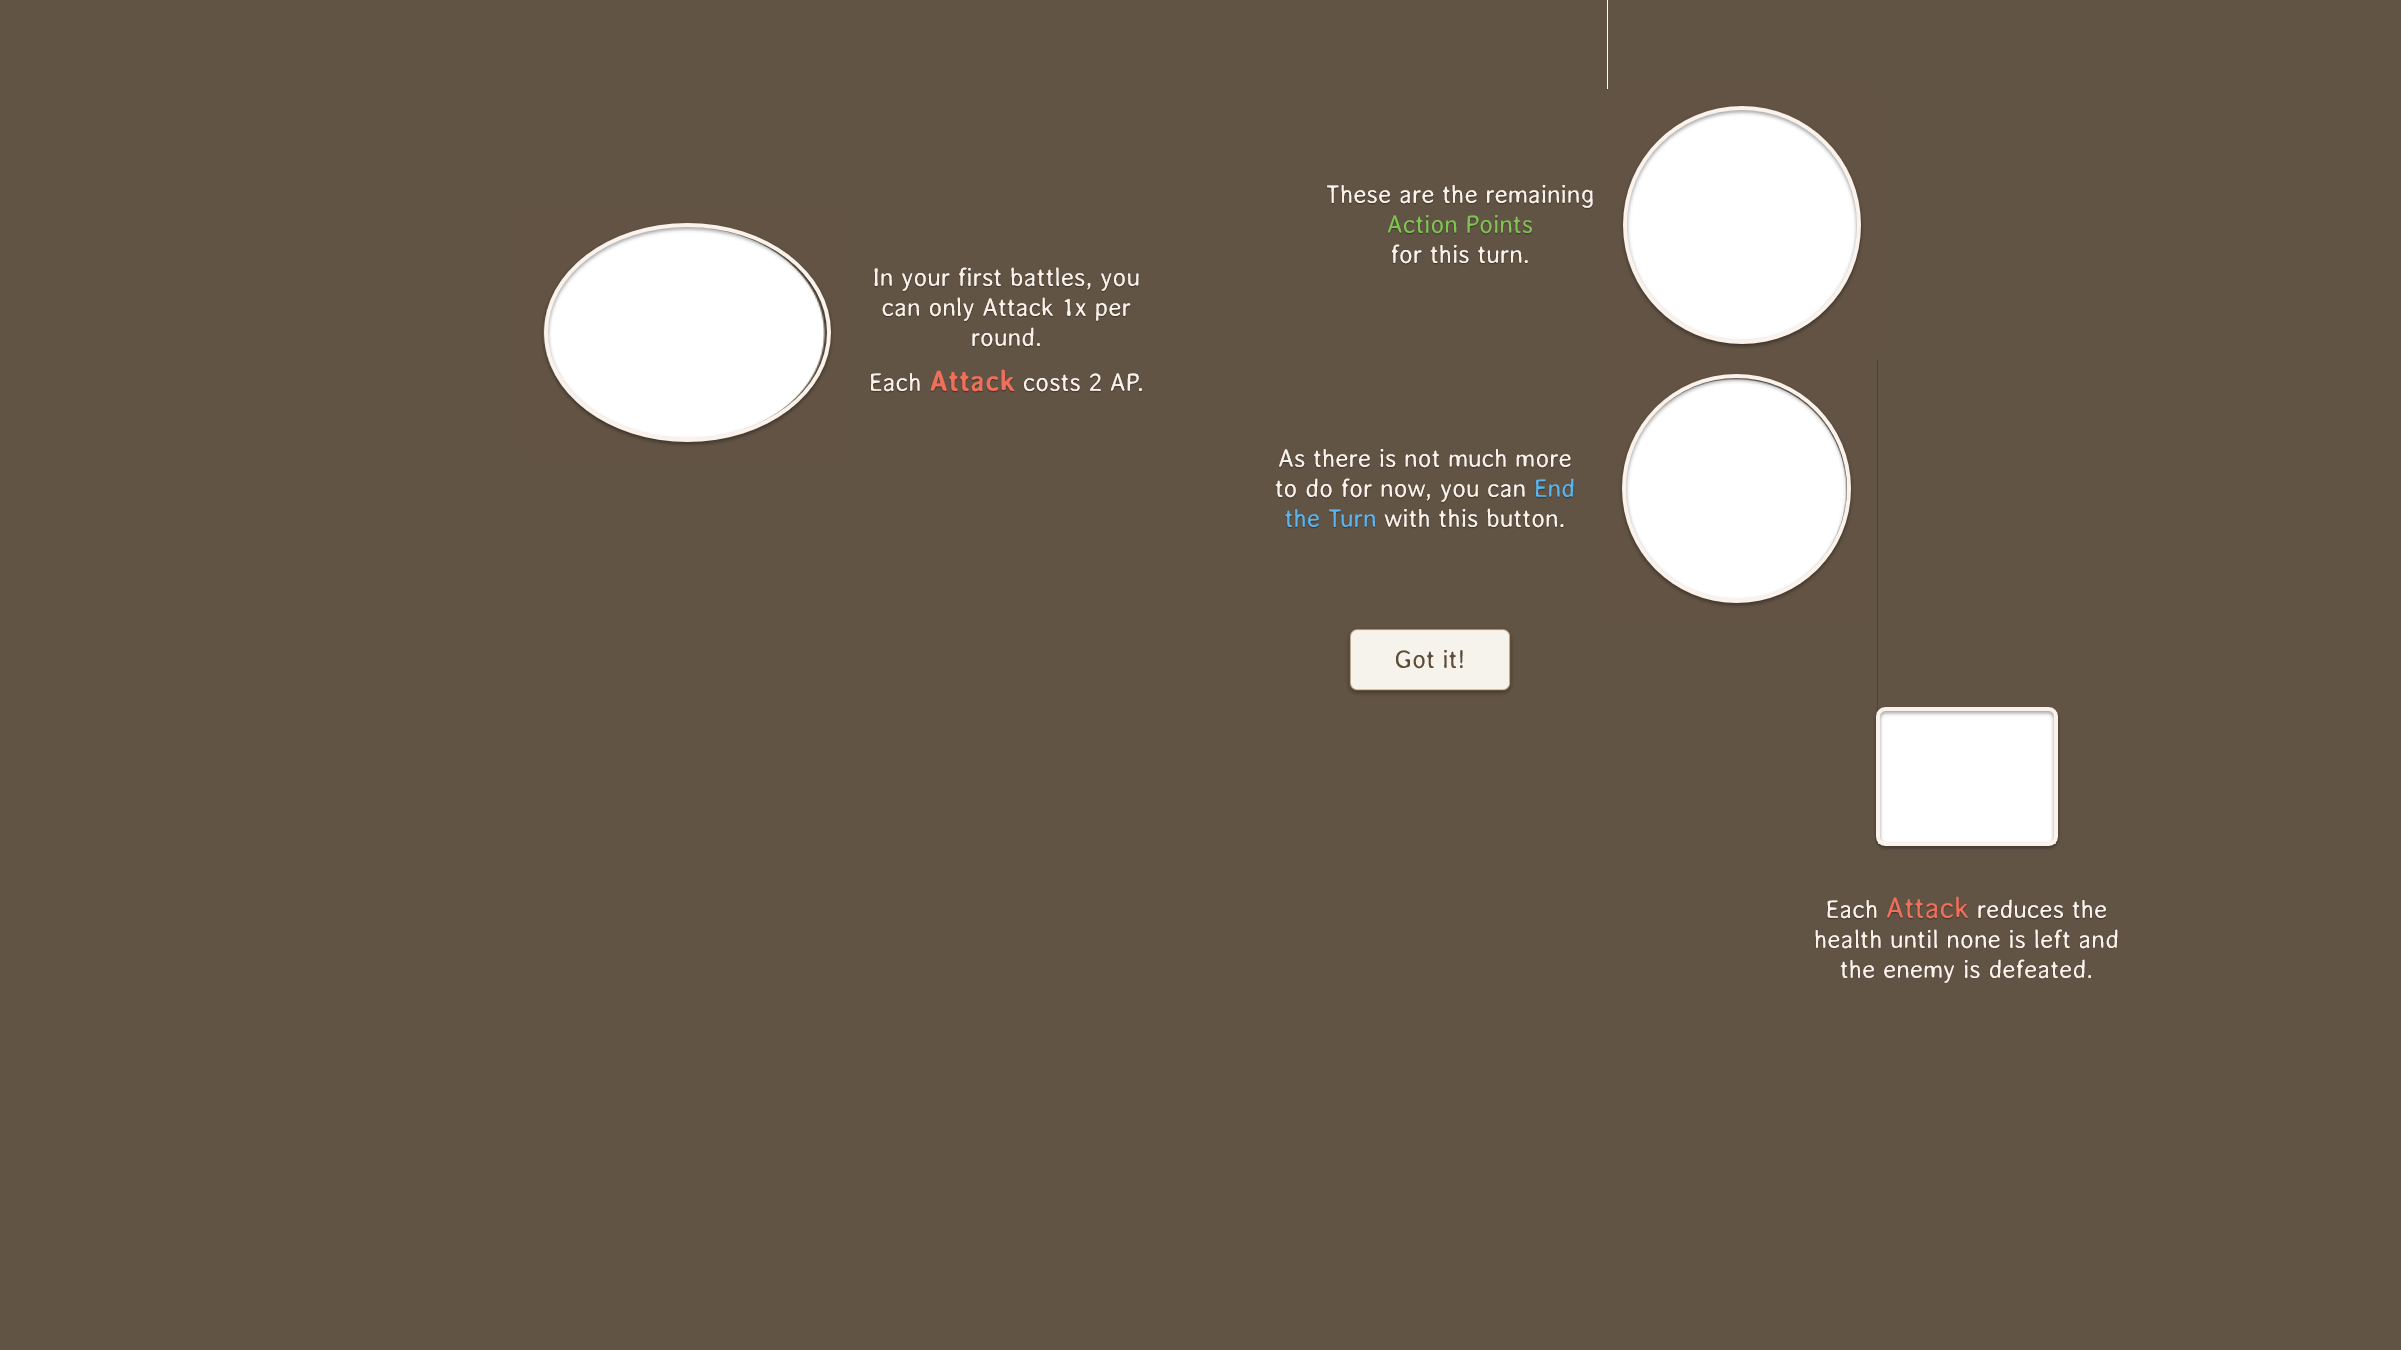 These are the remaining
Action Points
for this turn.
In your first battles, you
can only Attack 1x per
round.
Each Attack costs 2 AP.
As there is not much more
to do for now, you can End
the Turn with this button.
Got it!
Each Attack reduces the
health until none is left and
the enemy is defeated.